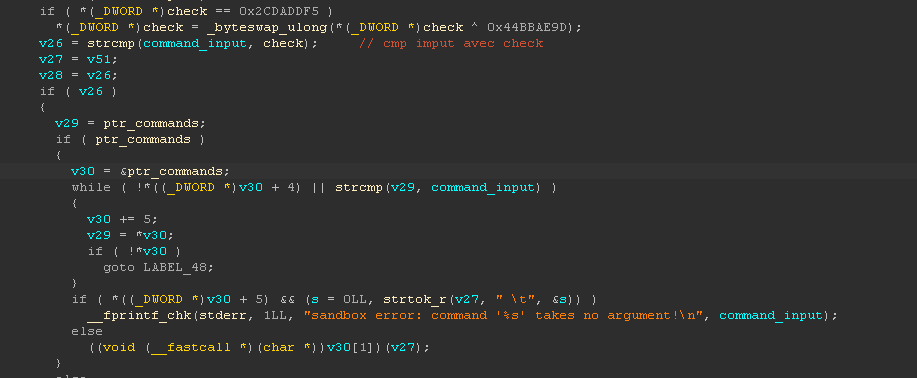 if ( *(_DWORD *)check == 0x2CDADDF5 )
*(_DWORD *)check = _byteswap_ulong(*(_DWORD *)check ^ 0x44BBAE9D);
v26 = strcmp(command_input, check); // cmp imput avec check
v27 = v51;
v28 = v26;
if ( v26 )
{
v29 = ptr_commands;
if ( ptr_commands )
{
v30 = &ptr_commands;
while ( !*((_DWORD *)v30 + 4) || strcmp(v29, command_input) )
{
v30 += 5;
v29 = *v30;
if ( !*v30 )
goto LABEL_48;
}
if ( *((_DWORD *)v30 + 5) && (s = 0LL, strtok_r(v27, " \t", &s)) )
__fprintf_chk(stderr, 1LL, "sandbox error: command '%s' takes no argument!\n", command_input);
else
((void (__fastcall *)(char *))v30[1])(v27);
}
else